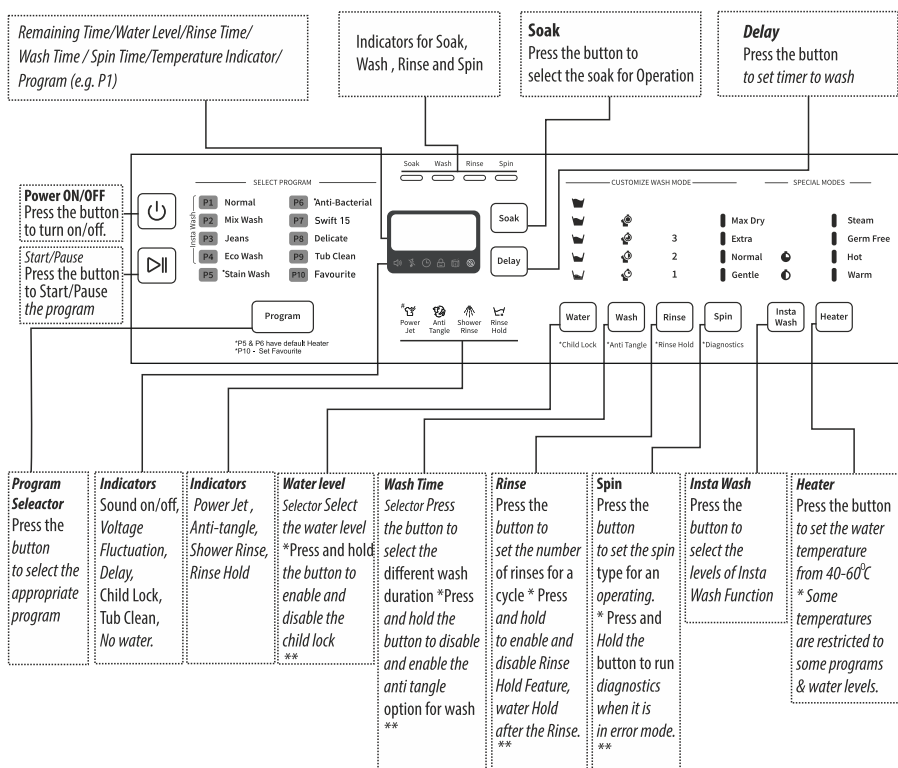 Remaining Time/Water Level/Rinse Time/
Wash Time / Spin Time/Temperature Indicator/
Program (e.g. P1)
Indicators for Soak,
Wash , Rinse and Spin
Soak
Press the button to
select the soak for Operation
Delay
Press the button
to set timer to wash
Power ON/OFF
Press the button
to turn on/off.
Start/Pause
Press the button
to Start/Pause
the program
SELECT PROGRAM
Insta Wash
P1 Normal
P2 Mix Wash
P3 Jeans
P4 Eco Wash
P5 *Stain Wash
P6 *Anti-Bacterial
P7 Swift 15
P8 Delicate
P9 Tub Clean
P10 Favourite
Program
*P5 & P6 have default Heater
*P10 - Set Favourite
Soak Wash Rinse Spin
Soak
Delay
#
Power Jet
Anti Tangle
Shower Rinse
Rinse Hold
CUSTOMIZE WASH MODE
SPECIAL MODES
Max Dry Steam
3 Extra Germ Free
2 Normal Hot
1 Gentle Warm
Water
Wash
Rinse
Spin
Insta Wash
Heater
*Child Lock
*Anti Tangle
*Rinse Hold
*Diagnostics
Program
Seleactor
Press the
button
to select the
appropriate
program
Indicators
Sound on/off,
Voltage
Fluctuation,
Delay,
Child Lock,
Tub Clean,
No water.
Indicators
Power Jet ,
Anti-tangle,
Shower Rinse,
Rinse Hold
Water level
Selector Select
the water level
*Press and hold
the button to
enable and
disable the
child lock
**
Wash Time
Selector Press
the button to
select the
different wash
duration *Press
and hold the
button to disable
and enable the
anti tangle
option for wash
**
Rinse
Press the
button to
set the number
of rinses for a
cycle * Press
and hold
to enable and
disable Rinse
Hold Feature,
water Hold
after the Rinse.
**
Spin
Press the
button
to set the spin
type for an
operating.
* Press and
Hold the
button to run
diagnostics
when it is
in error mode.
**
Insta Wash
Press the
button to
select the
levels of Insta
Wash Function
Heater
Press the button
to set the water
temperature
from 40-60⁰C
* Some
temperatures
are restricted to
some programs
& water levels.